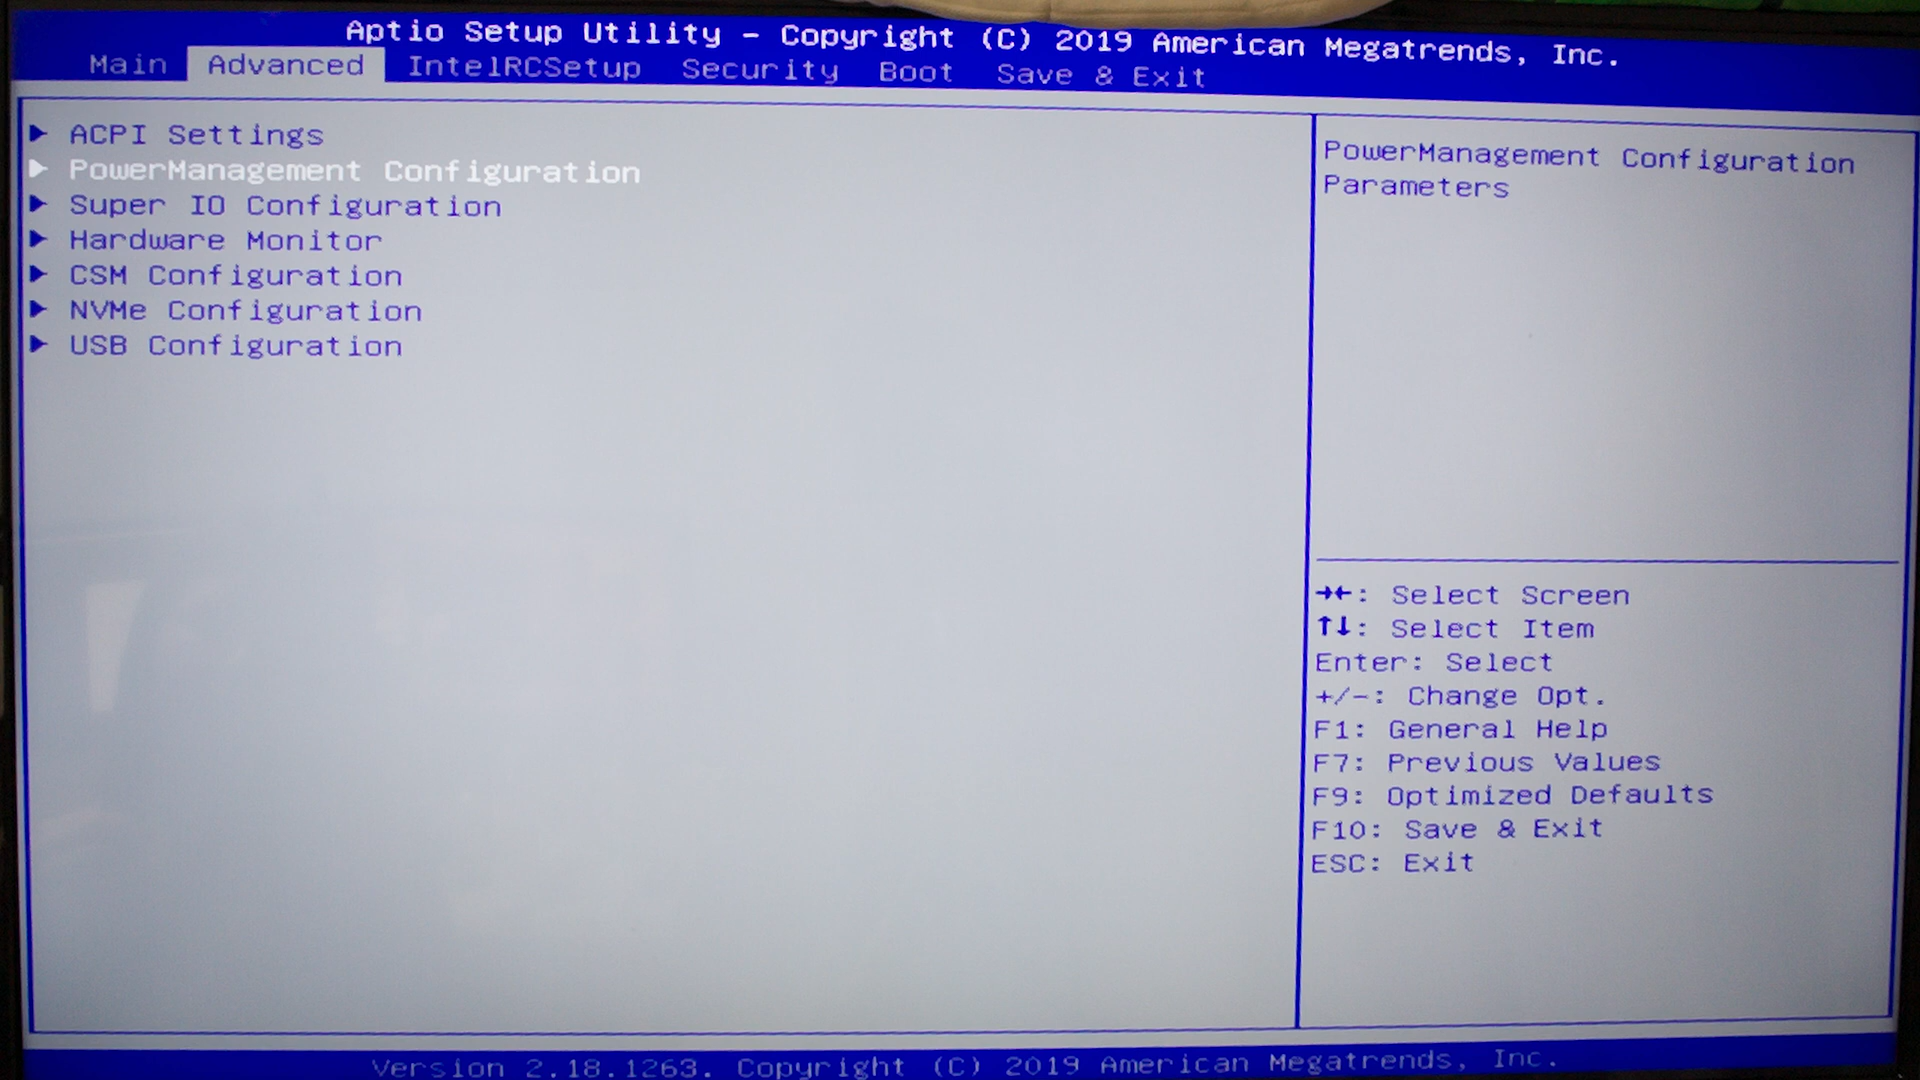 Aptio Setup Utility - Copyright (C) 2019 American Megatrends, Inc.
Main Advanced IntelRCSetup Security Boot Save & Exit
ACPI Settings
PowerManagement Configuration
Super IO Configuration
Hardware Monitor
CSM Configuration
NVMe Configuration
USB Configuration
PowerManagement Configuration
Parameters
→←: Select Screen
↑↓: Select Item
Enter: Select
+/-: Change Opt.
F1: General Help
F7: Previous Values
F9: Optimized Defaults
F10: Save & Exit
ESC: Exit
Version 2.18.1263. Copyright (C) 2019 American Megatrends, Inc.